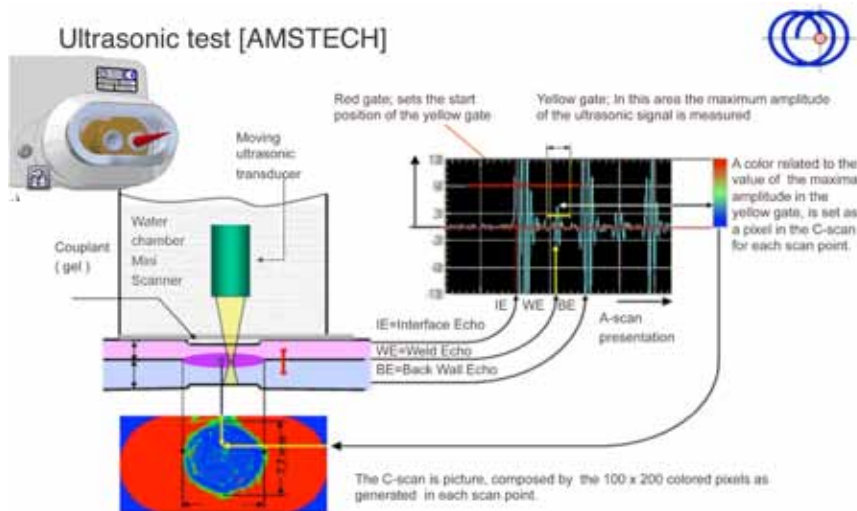 Ultrasonic test [AMSTECH]
Red gate; sets the start
position of the yellow gate
Yellow gate; In this area the maximum amplitude
of the ultrasonic signal is measured
Moving
ultrasonic
transducer
A color related to the
value of the maxima
amplitude in the
yellow gate, is set as
a pixel in the C-scan
for each scan point.
Couplant
( gel )
Water
chamber
Mini
Scanner
IE WE BE
A-scan
presentation
IE=Interface Echo
WE=Weld Echo
BE=Back Wall Echo
The C-scan is picture, composed by the 100 x 200 colored pixels as
generated in each scan point.